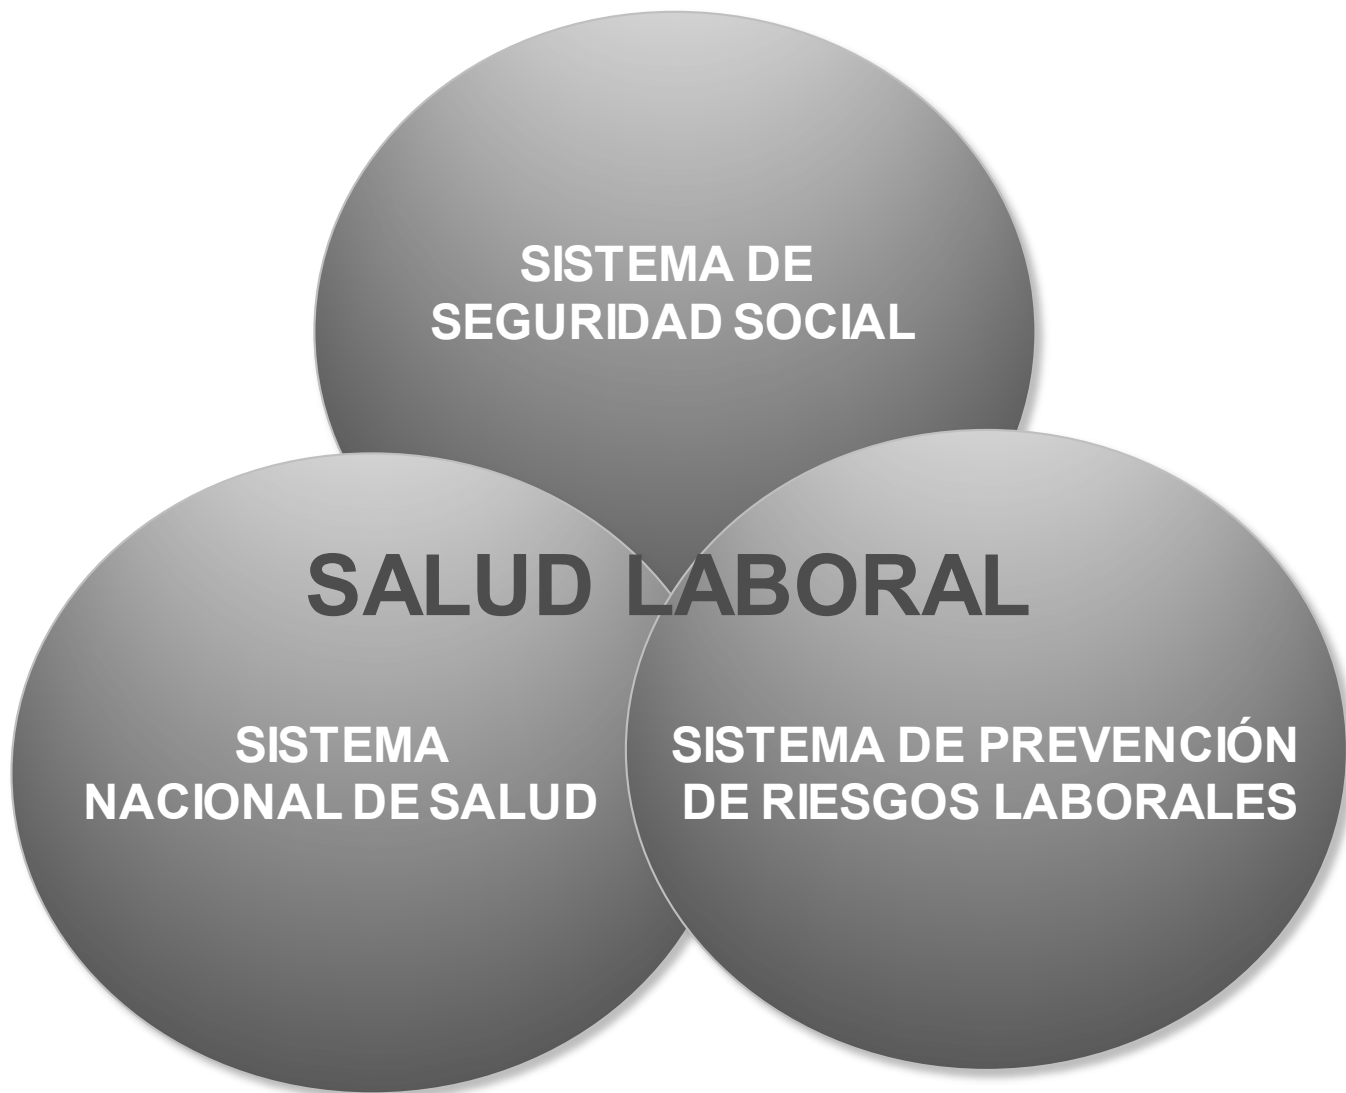 SISTEMA DE
SEGURIDAD SOCIAL
SALUD LABORAL
SISTEMA
NACIONAL DE SALUD
SISTEMA DE PREVENCIÓN
DE RIESGOS LABORALES